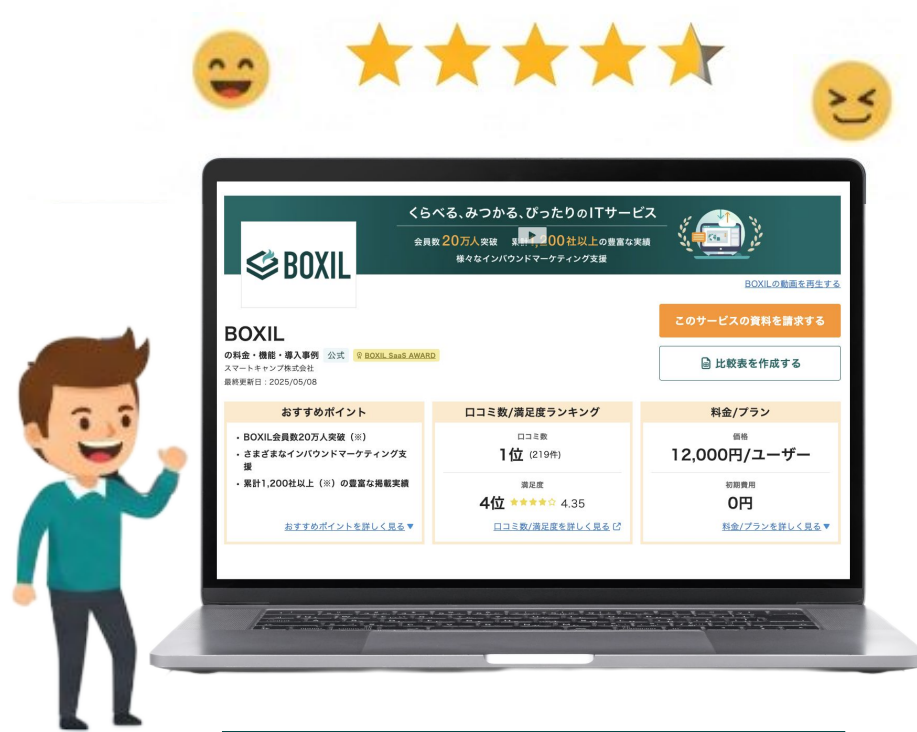 くらべる、みつかる、ぴったりのITサービス
会員数20万人突破 累計1,200社以上の豊富な実績
様々なインバウンドマーケティング支援
BOXIL
BOXILの動画を再生する
このサービスの資料を請求する
BOXIL
の料金・機能・導入事例 公式 BOXIL SaaS AWARD
スマートキャンプ株式会社
最終更新日：2025/05/08
比較表を作成する
おすすめポイント
・BOXIL会員数20万人突破（※）
・さまざまなインバウンドマーケティング支
援
・累計1,200社以上（※）の豊富な掲載実績
おすすめポイントを詳しく見る▼
口コミ数/満足度ランキング
口コミ数
1位 (219件)
満足度
4位 ★★★★☆ 4.35
口コミ数/満足度を詳しく見る
料金/プラン
価格
12,000円/ユーザー
初期費用
0円
料金/プランを詳しく見る▼